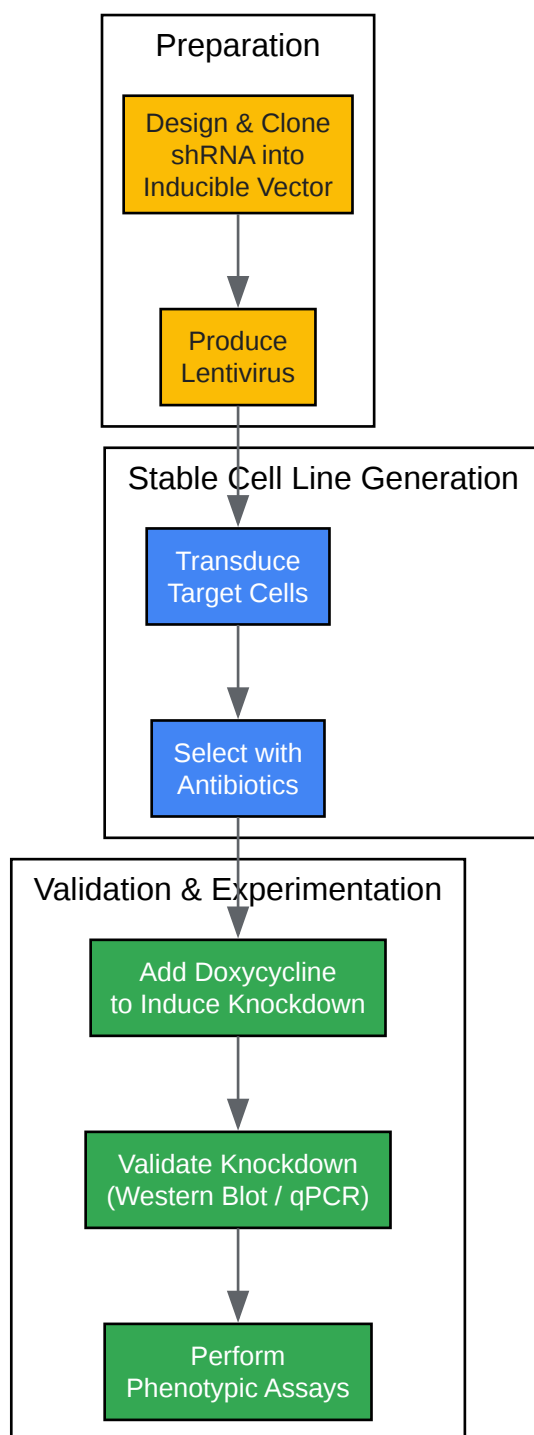 Preparation
Design & Clone
shRNA into
Inducible Vector
Produce
Lentivirus
Stable Cell Line Generation
Transduce
Target Cells
Select with
Antibiotics
Validation & Experimentation
Add Doxycycline
to Induce Knockdown
Validate Knockdown
(Western Blot / qPCR)
Perform
Phenotypic Assays